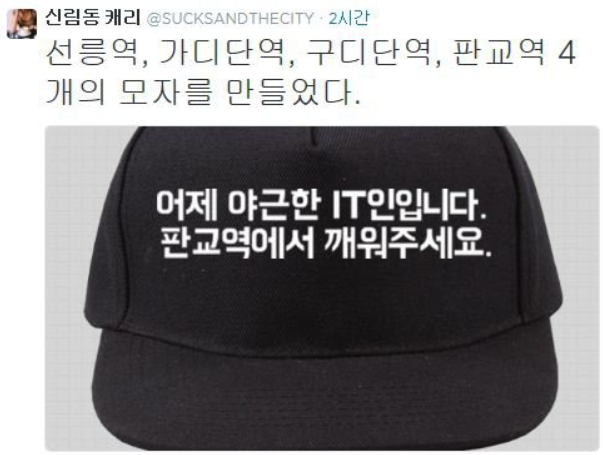 신림동 캐리 @SUCKSANDTHECITY · 2시간
선릉역, 가디단역, 구디단역, 판교역 4
개의 모자를 만들었다.
어제 야근한 IT인입니다.
판교역에서 깨워주세요.